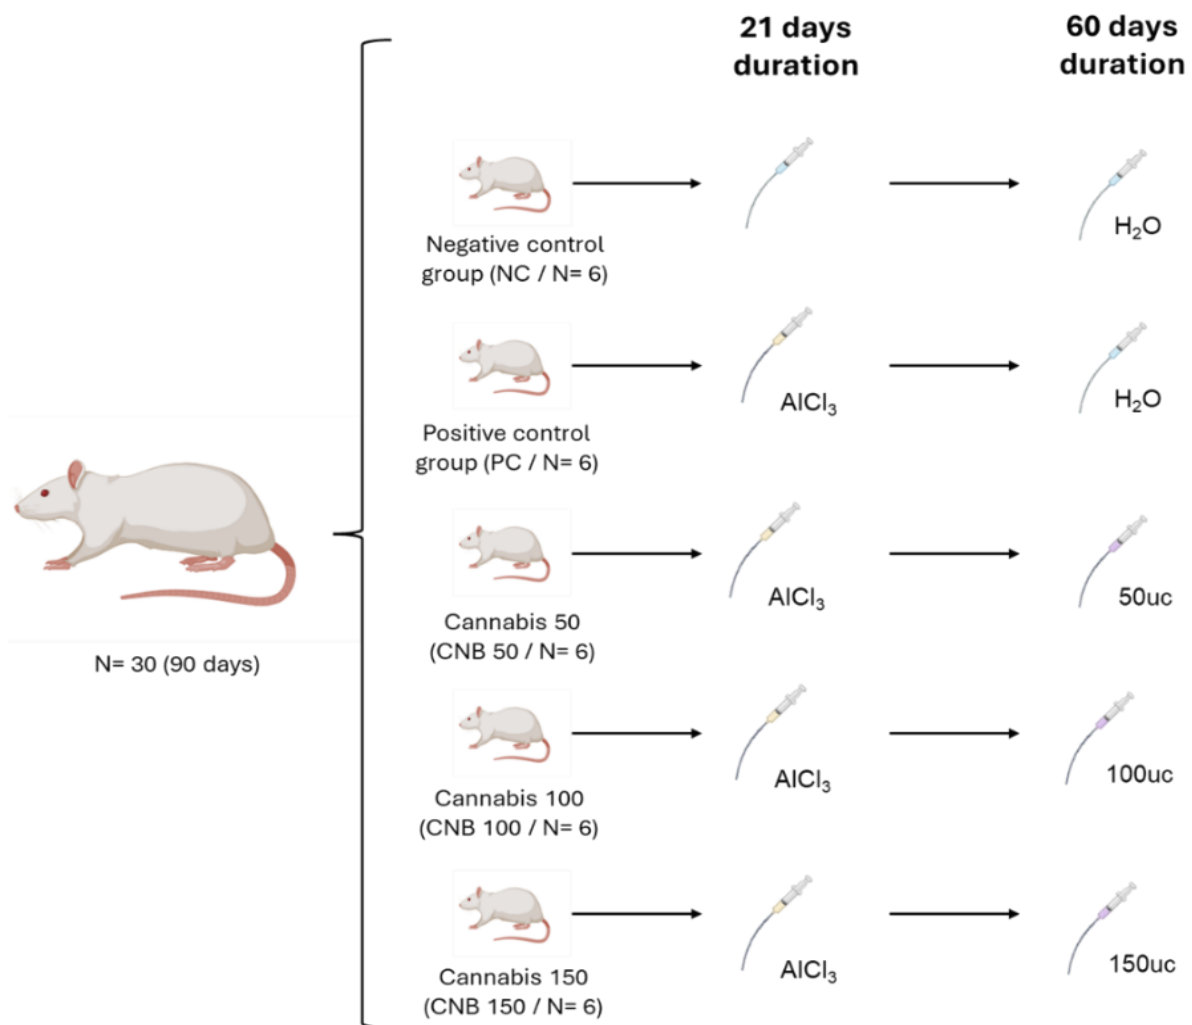 21 days
duration
60 days
duration
Negative control
group (NC / N= 6)
H₂O
Positive control
group (PC / N= 6)
AlCl₃
H₂O
N= 30 (90 days)
Cannabis 50
(CNB 50 / N= 6)
AlCl₃
50uc
Cannabis 100
(CNB 100 / N= 6)
AlCl₃
100uc
Cannabis 150
(CNB 150 / N= 6)
AlCl₃
150uc